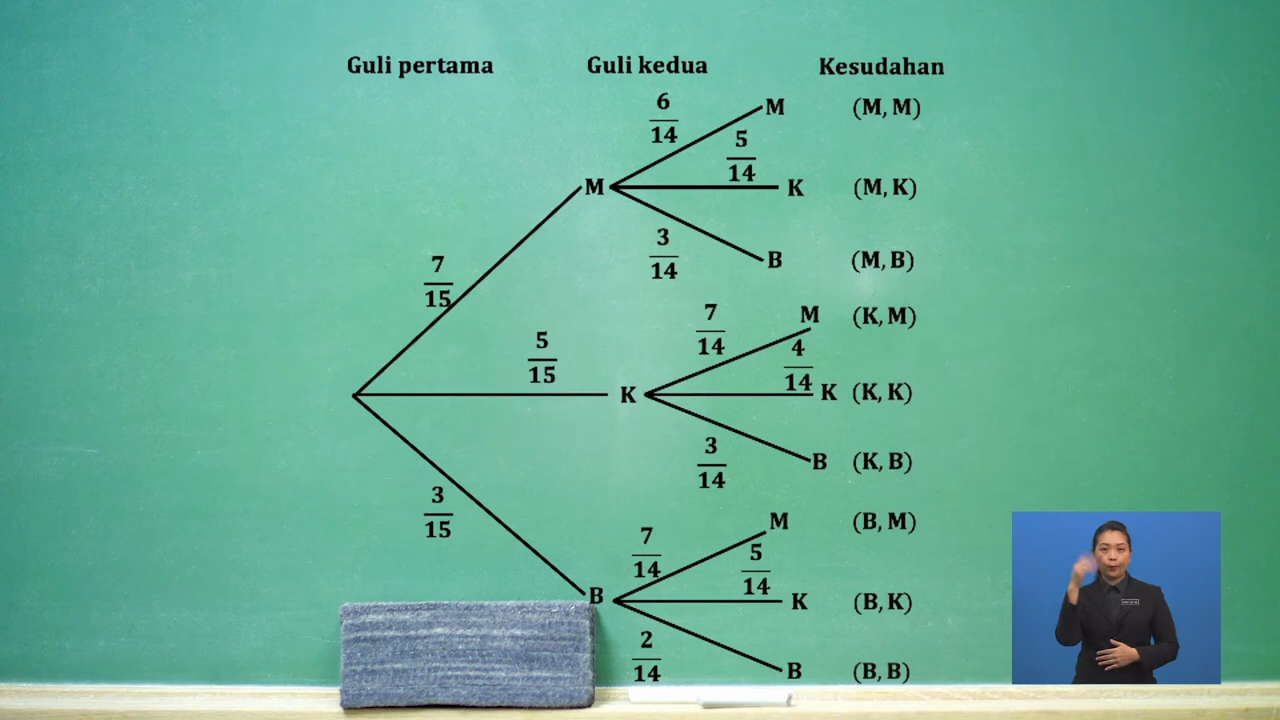 Guli pertama Guli kedua Kesudahan
6/14 M (M, M)
5/14
M K (M, K)
3/14 B (M, B)
7/15
7/14 M (K, M)
5/15 4/14
K K (K, K)
3/14 B (K, B)
3/15
7/14 M (B, M)
5/14
B K (B, K)
2/14 B (B, B)